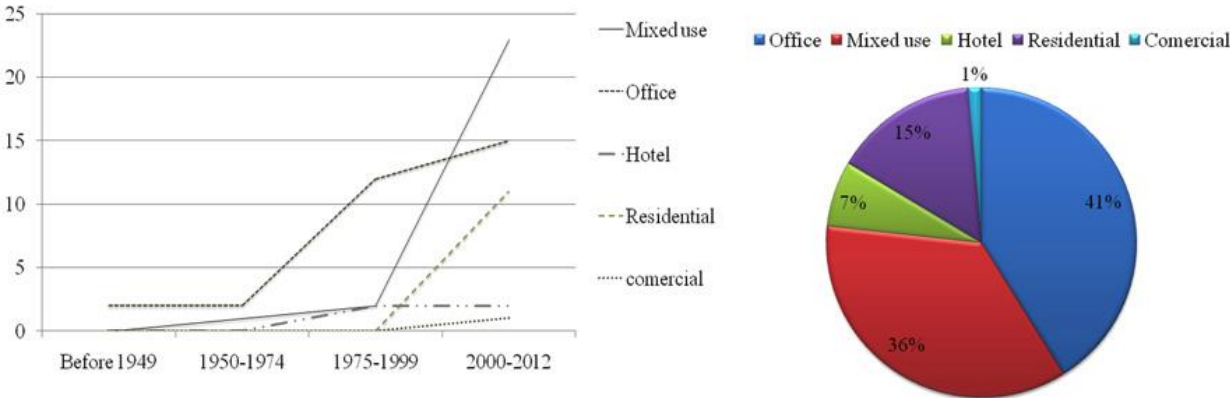 25
20
15
10
5
0
Before 1949 1950-1974 1975-1999 2000-2012
Mixed use
Office
Hotel
Residential
comercial
Office Mixed use Hotel Residential Comercial
1%
15%
7%
41%
36%